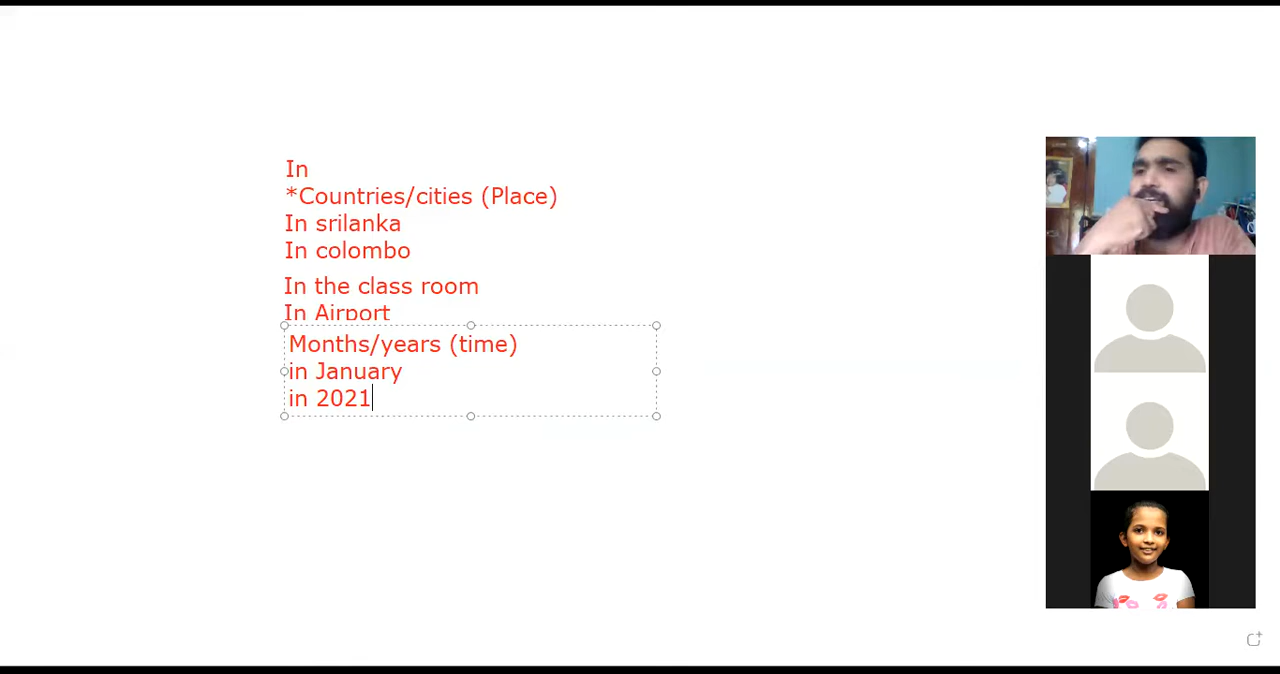 In
*Countries/cities (Place)
In srilanka
In colombo
In the class room
In Airport
Months/years (time)
in January
in 2021